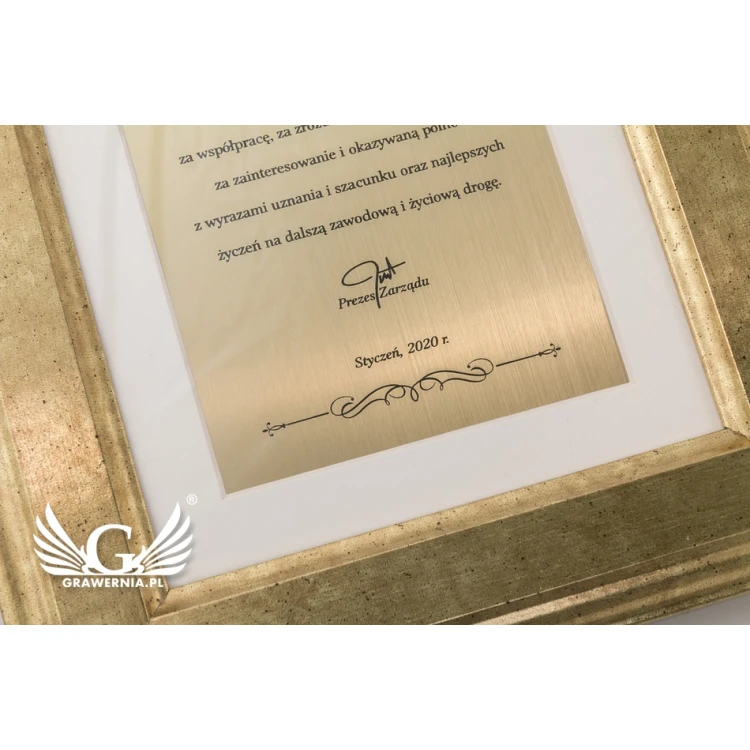 za współpracę, za
za zainteresowanie i okazywaną
z wyrazami uznania i szacunku oraz najlepszych
życzeń na dalszą zawodową i życiową drogę.
Prezes Zarządu
Styczeń, 2020 r.
G ®
GRAWERNIA.PL